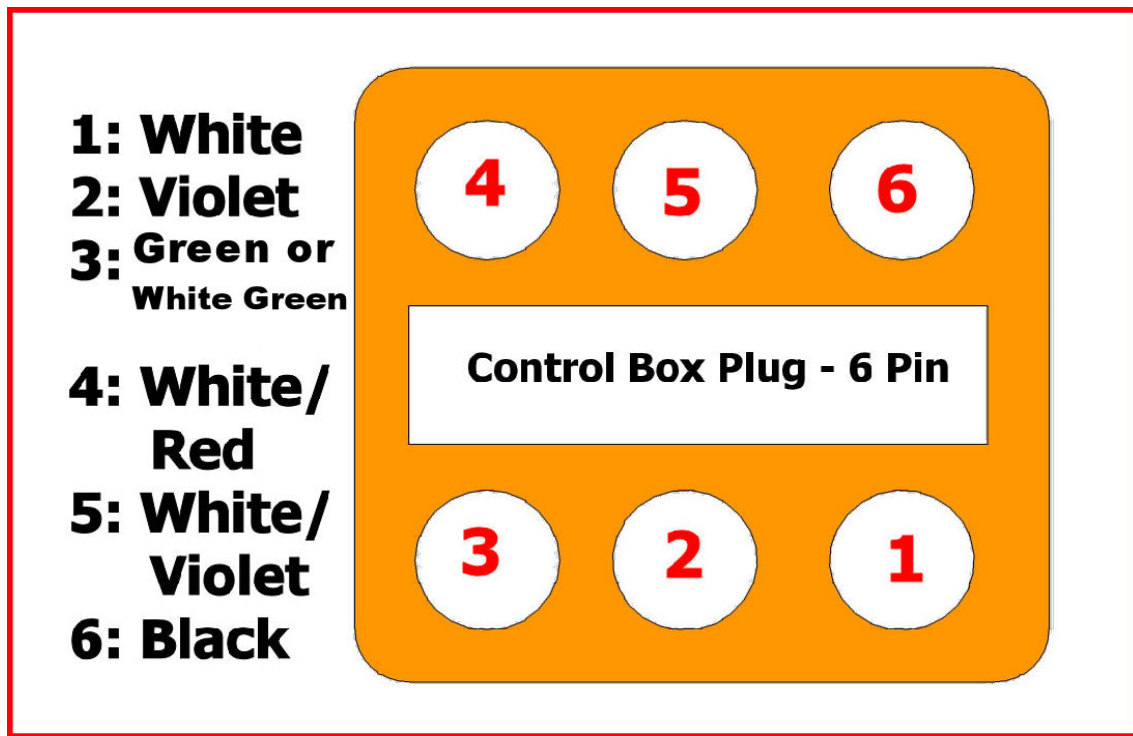 1: White
2: Violet
3: Green or
White Green
4: White/
Red
5: White/
Violet
6: Black
4 5 6
Control Box Plug - 6 Pin
3 2 1